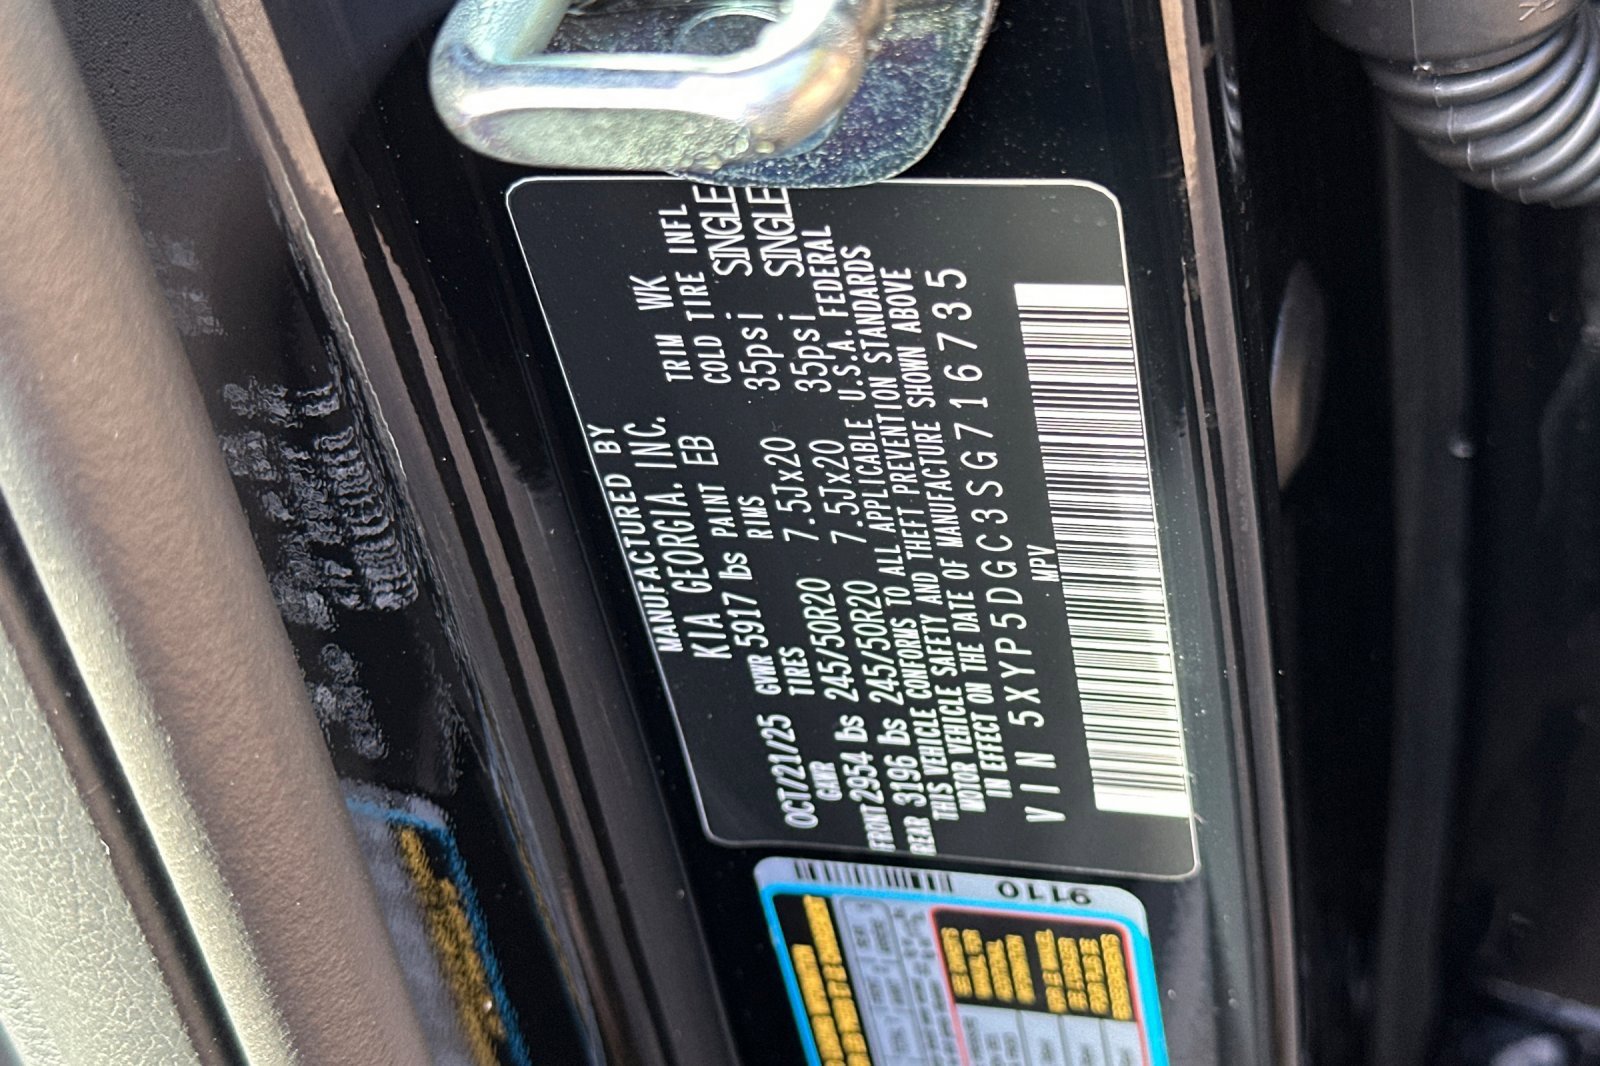 MANUFACTURED BY
KIA GEORGIA. INC.
OCT/21/25 GVWR 5917 lbs PAINT EB TRIM WK
GAWR TIRES RIMS COLD TIRE INFL
FRONT 2954 lbs 245/50R20 7.5Jx20 35psi SINGLE
REAR 3196 lbs 245/50R20 7.5Jx20 35psi SINGLE
THIS VEHICLE CONFORMS TO ALL APPLICABLE U.S.A. FEDERAL
MOTOR VEHICLE SAFETY AND THEFT PREVENTION STANDARDS
IN EFFECT ON THE DATE OF MANUFACTURE SHOWN ABOVE
VIN 5XYP5DGC3SG716735
MPV
9110